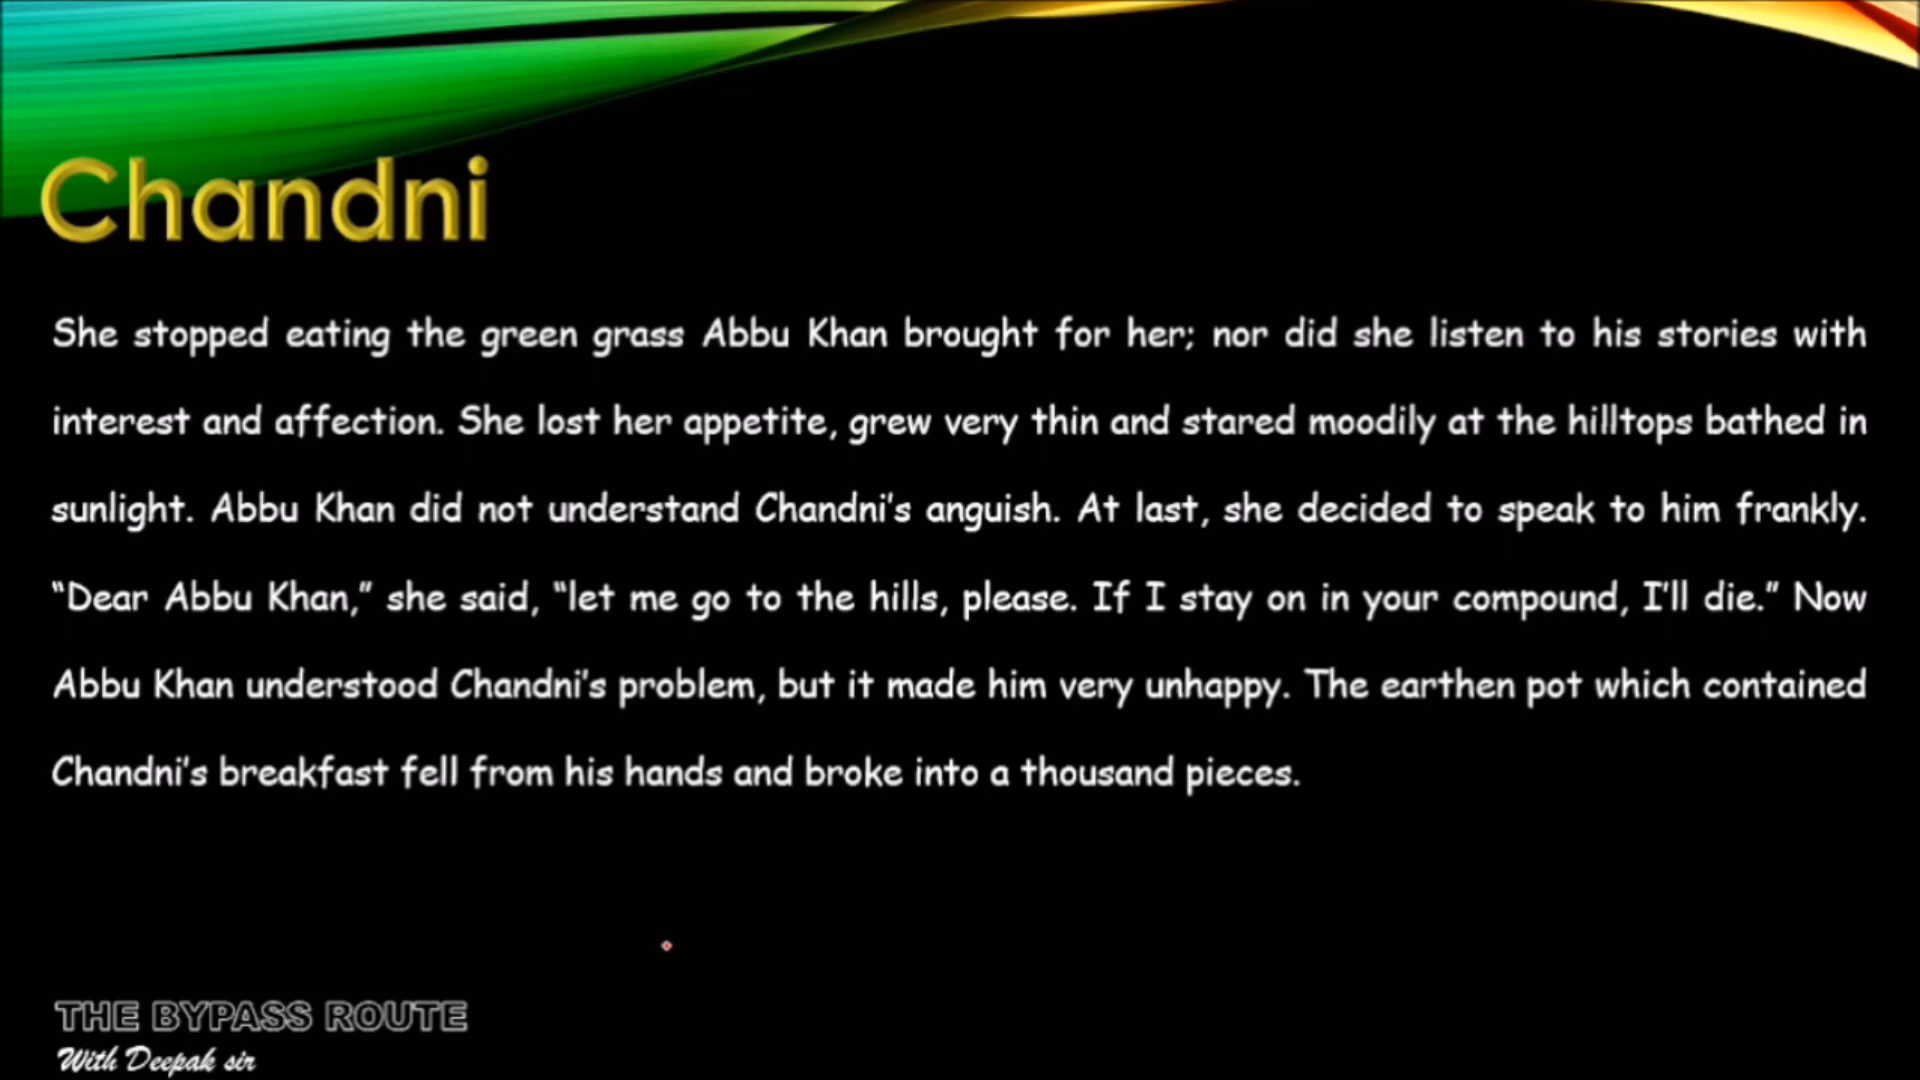 Chandni
She stopped eating the green grass Abbu Khan brought for her; nor did she listen to his stories with
interest and affection. She lost her appetite, grew very thin and stared moodily at the hilltops bathed in
sunlight. Abbu Khan did not understand Chandni’s anguish. At last, she decided to speak to him frankly.
“Dear Abbu Khan,” she said, “let me go to the hills, please. If I stay on in your compound, I’ll die.” Now
Abbu Khan understood Chandni’s problem, but it made him very unhappy. The earthen pot which contained
Chandni’s breakfast fell from his hands and broke into a thousand pieces.
THE BYPASS ROUTE
With Deepak sir